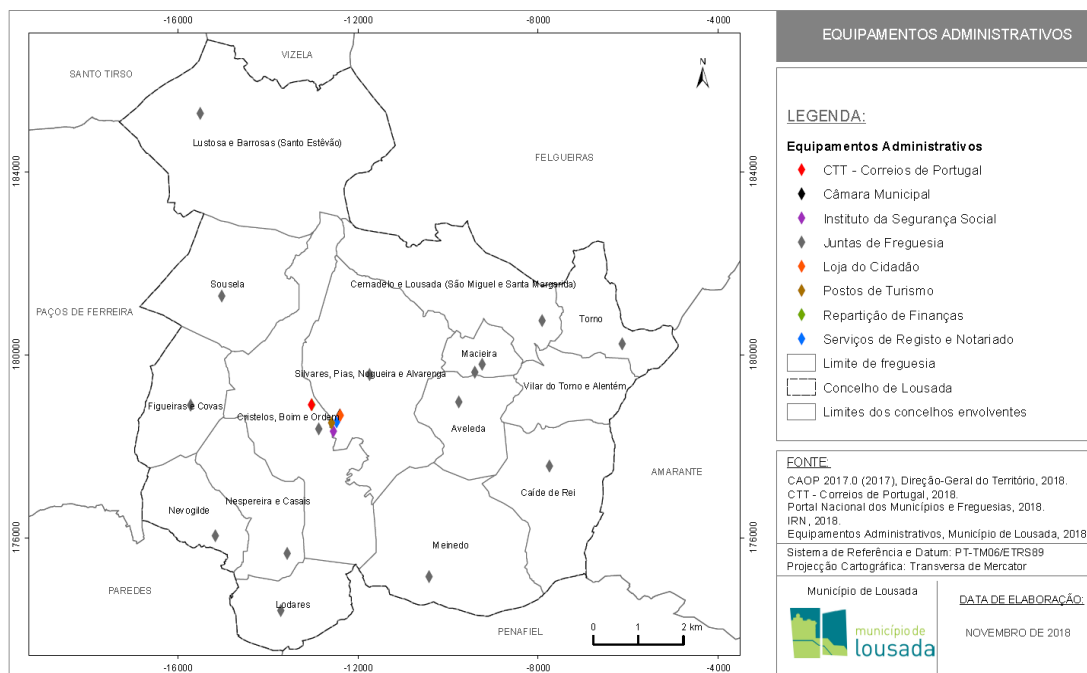 -16000
-12000
-8000
-4000
EQUIPAMENTOS ADMINISTRATIVOS
VIZELA
SANTO TIRSO
N
Lustosa e Barrosas (Santo Estêvão)
FELGUEIRAS
184000
184000
Sousela
Cernadelo e Lousada (São Miguel e Santa Margarida)
PAÇOS DE FERREIRA
Torno
180000
180000
Macieira
Silvares, Pias, Nogueira e Alvarenga
Vilar do Torno e Alentém
Figueiras e Covas
Cristelos, Boim e Ordem
Aveleda
AMARANTE
Caíde de Rei
Nespereira e Casais
Nevogilde
Meinedo
176000
176000
PAREDES
Lodares
PENAFIEL
0 1 2 km
-16000
-12000
-8000
-4000
LEGENDA:
Equipamentos Administrativos
CTT - Correios de Portugal
Câmara Municipal
Instituto da Segurança Social
Juntas de Freguesia
Loja do Cidadão
Postos de Turismo
Repartição de Finanças
Serviços de Registo e Notariado
Limite de freguesia
Concelho de Lousada
Limites dos concelhos envolventes
FONTE:
CAOP 2017.0 (2017), Direção-Geral do Território, 2018.
CTT - Correios de Portugal, 2018.
Portal Nacional dos Municípios e Freguesias, 2018.
IRN, 2018.
Equipamentos Administrativos, Município de Lousada, 2018
Sistema de Referência e Datum: PT-TM06/ETRS89
Projecção Cartográfica: Transversa de Mercator
Município de Lousada
município de
lousada
DATA DE ELABORAÇÃO:
NOVEMBRO DE 2018